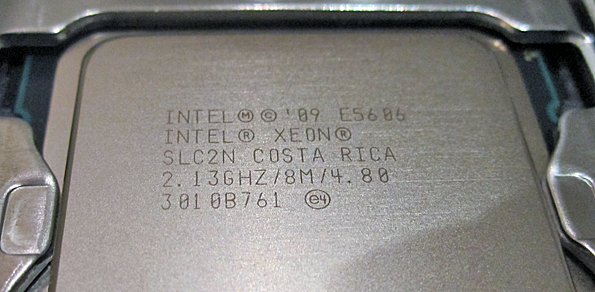 INTEL Ⓜ © '09 E5606
INTEL® XEON®
SLC2N COSTA RICA
2.13GHZ/8M/4.80
3010B761 e4